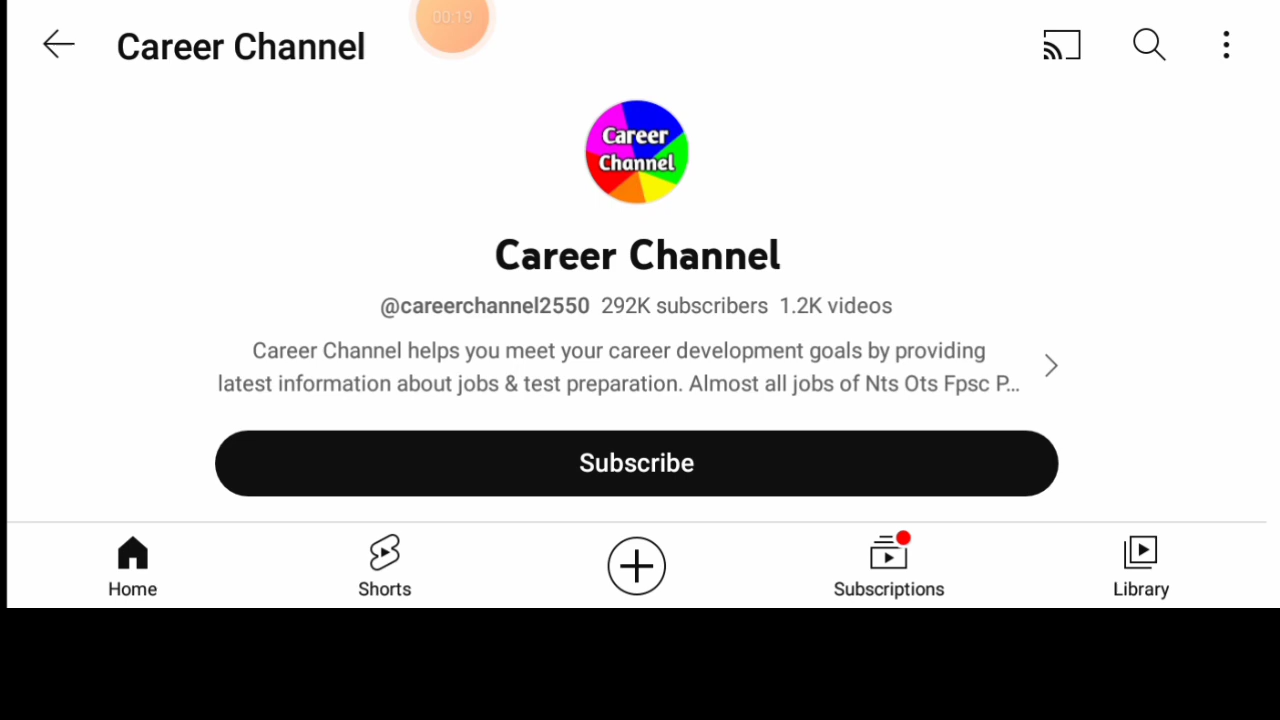 00:19
Career Channel
Career
Channel
Career Channel
@careerchannel2550 292K subscribers 1.2K videos
Career Channel helps you meet your career development goals by providing
latest information about jobs & test preparation. Almost all jobs of Nts Ots Fpsc P...
Subscribe
Home Shorts Subscriptions Library